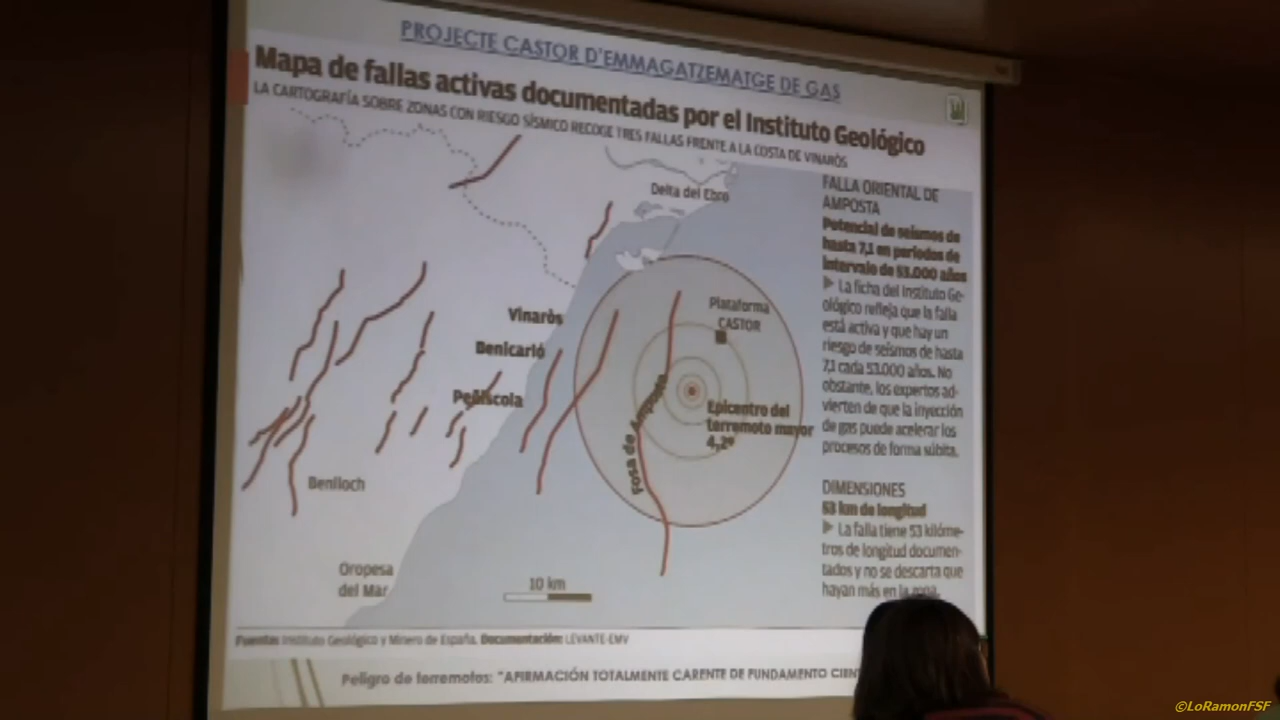 PROJECTE CASTOR D'EMMAGATZEMATGE DE GAS
Mapa de fallas activas documentadas por el Instituto Geológico
LA CARTOGRAFÍA SOBRE ZONAS CON RIESGO SÍSMICO RECOGE TRES FALLAS FRENTE A LA COSTA DE VINARÒS
Delta del Ebro
Vinaròs
Benicarló
Peñíscola
Benlloch
Oropesa
del Mar
Plataforma
CASTOR
Epicentro del
terremoto mayor
4,2º
Fosa de Amposta
10 km
FALLA ORIENTAL DE
AMPOSTA
Potencial de seismos de
hasta 7,1 en periodos de
intervalo de 53.000 años
▶ La ficha del Instituto Ge-
ológico refleja que la falla
está activa y que hay un
riesgo de seismos de hasta
7,1 cada 53.000 años. No
obstante, los expertos ad-
vierten de que la inyección
de gas puede acelerar los
procesos de forma súbita.
DIMENSIONES
53 km de longitud
▶ La falla tiene 53 kilóme-
tros de longitud documen-
tados y no se descarta que
hayan más en la zona.
Fuentes Instituto Geológico y Minero de España. Documentación: LEVANTE-EMV
Peligro de terremotos: "AFIRMACIÓN TOTALMENTE CARENTE DE FUNDAMENTO CIEN
©LoRamonFSF